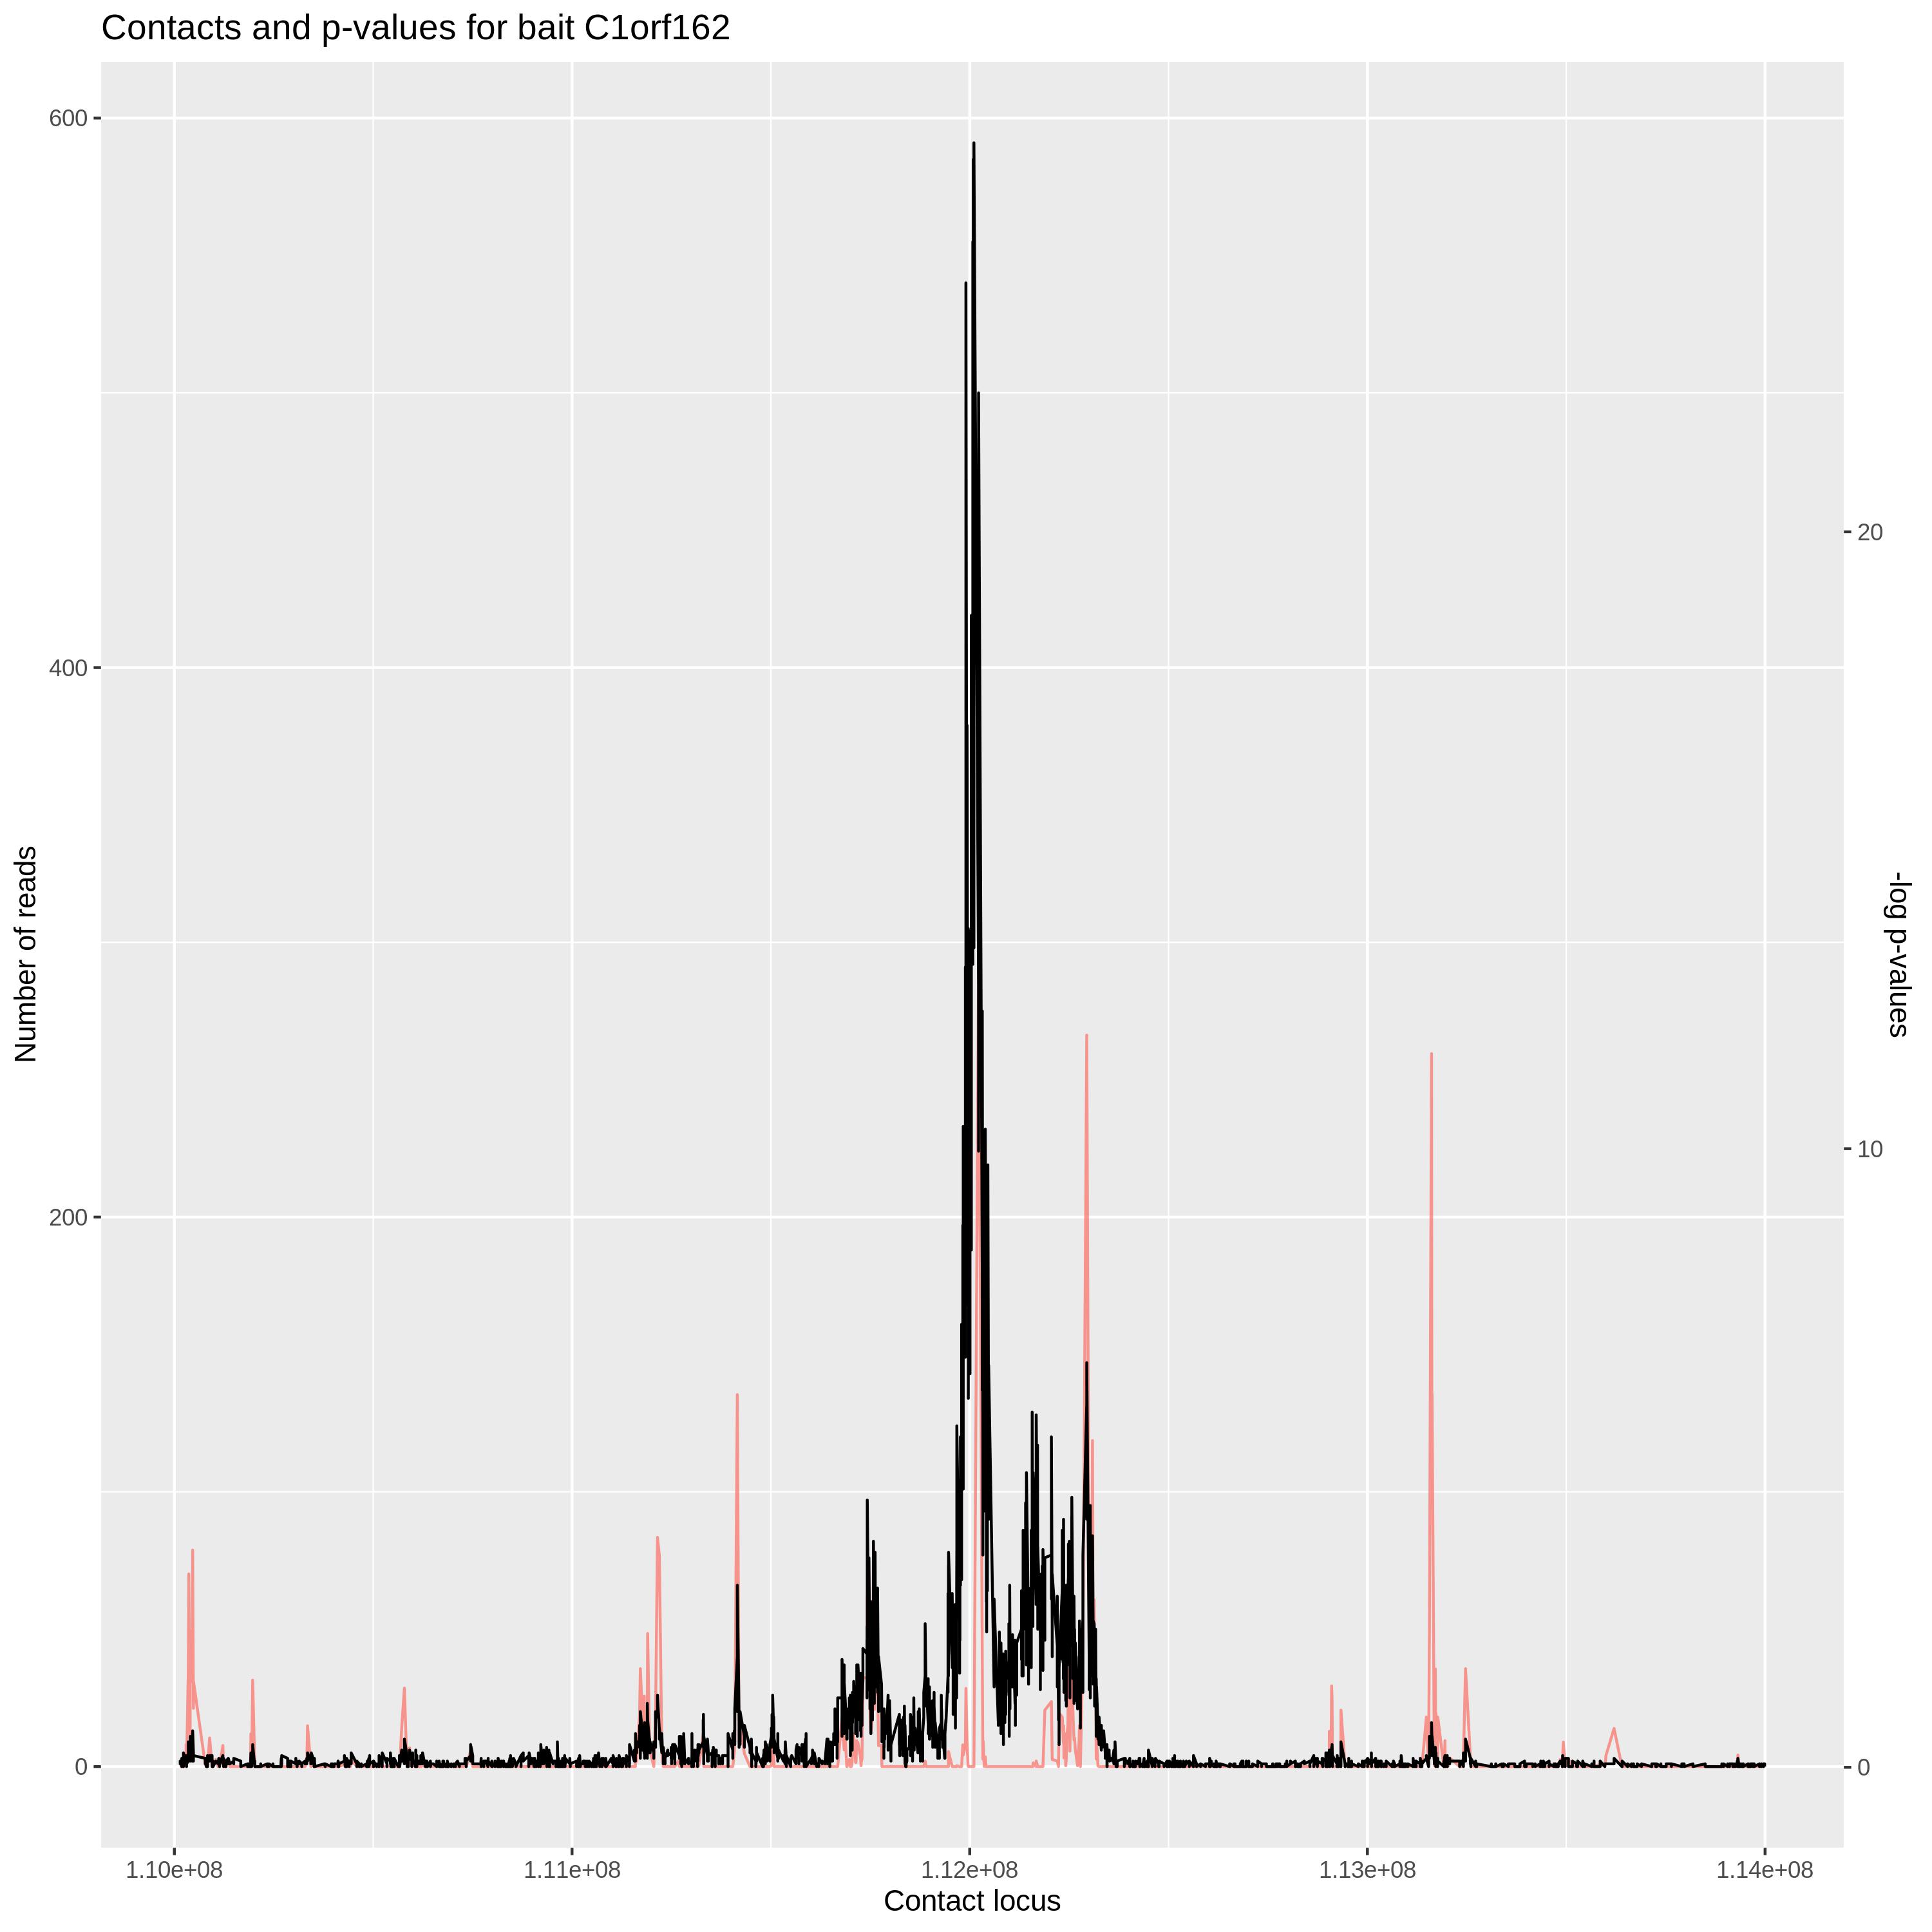 Contacts and p-values for bait C1orf162
600
400
200
0
Number of reads
20
10
0
-log p-values
1.10e+08
1.11e+08
1.12e+08
1.13e+08
1.14e+08
Contact locus